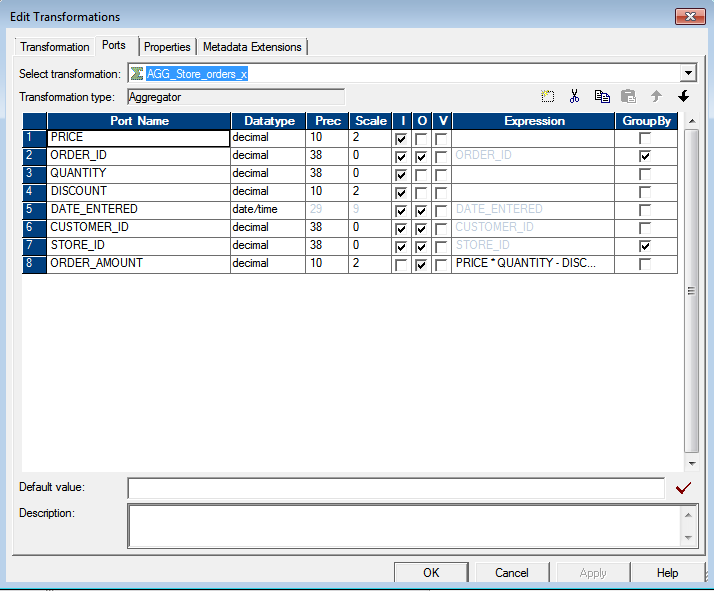 Edit Transformations
Transformation Ports Properties Metadata Extensions
Select transformation: AGG_Store_orders_x
Transformation type: Aggregator
Port Name Datatype Prec Scale I O V Expression GroupBy
1 PRICE decimal 10 2
2 ORDER_ID decimal 38 0 ORDER_ID
3 QUANTITY decimal 38 0
4 DISCOUNT decimal 10 2
5 DATE_ENTERED date/time 29 9 DATE_ENTERED
6 CUSTOMER_ID decimal 38 0 CUSTOMER_ID
7 STORE_ID decimal 38 0 STORE_ID
8 ORDER_AMOUNT decimal 10 2 PRICE * QUANTITY - DISC...
Default value:
Description:
OK Cancel Apply Help